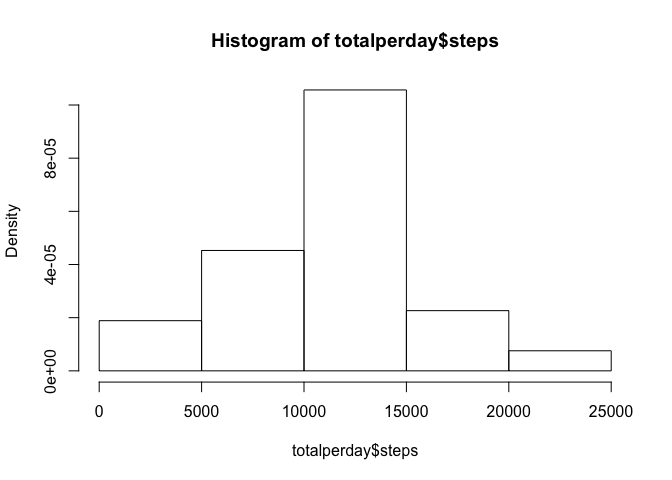 Histogram of totalperday$steps
Density
8e-05
4e-05
0e+00
0 5000 10000 15000 20000 25000
totalperday$steps